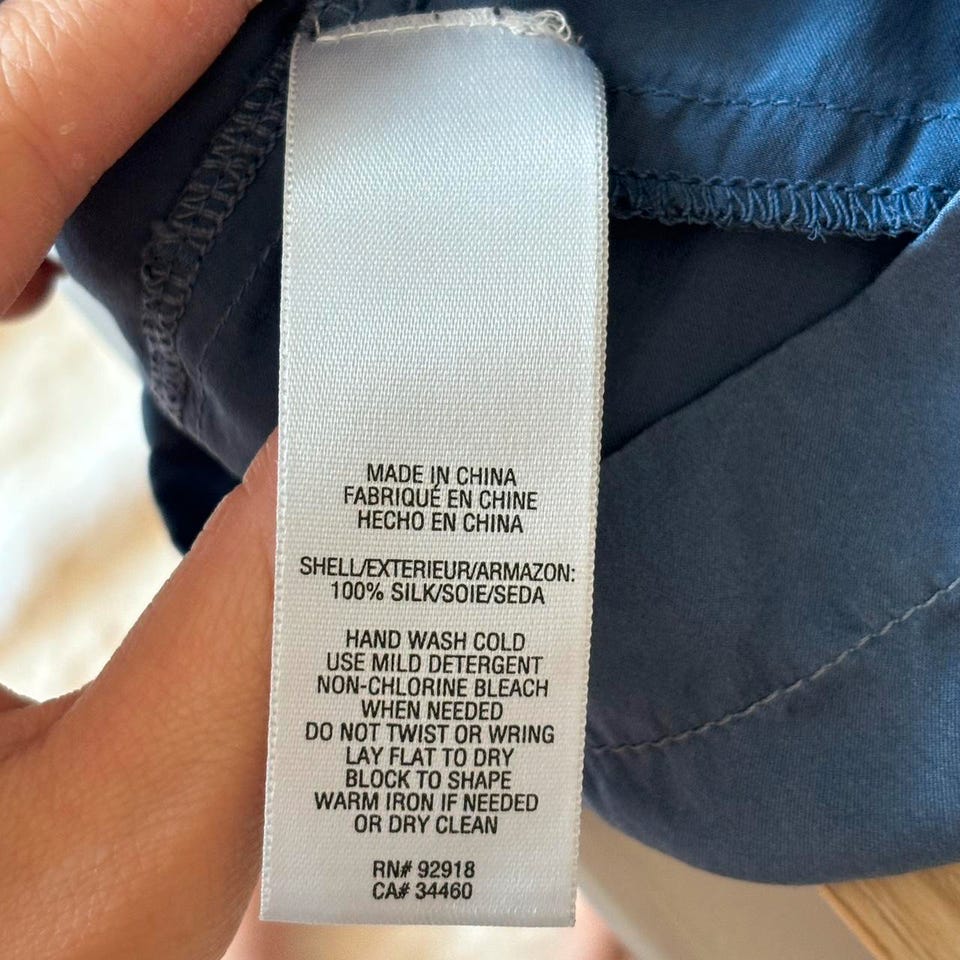 MADE IN CHINA
FABRIQUÉ EN CHINE
HECHO EN CHINA
SHELL/EXTERIEUR/ARMAZON:
100% SILK/SOIE/SEDA
HAND WASH COLD
USE MILD DETERGENT
NON-CHLORINE BLEACH
WHEN NEEDED
DO NOT TWIST OR WRING
LAY FLAT TO DRY
BLOCK TO SHAPE
WARM IRON IF NEEDED
OR DRY CLEAN
RN# 92918
CA# 34460